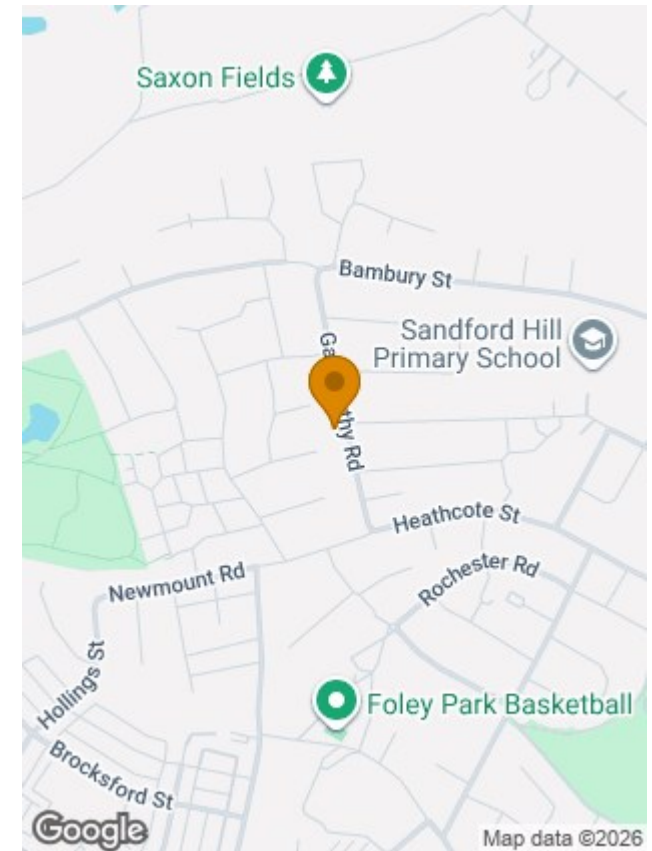 Saxon Fields
Bambury St
Sandford Hill
Primary School
Heathcote St
Rochester Rd
Newmount Rd
Hollings St
Foley Park Basketball
Brocksford St
Google
Map data ©2026